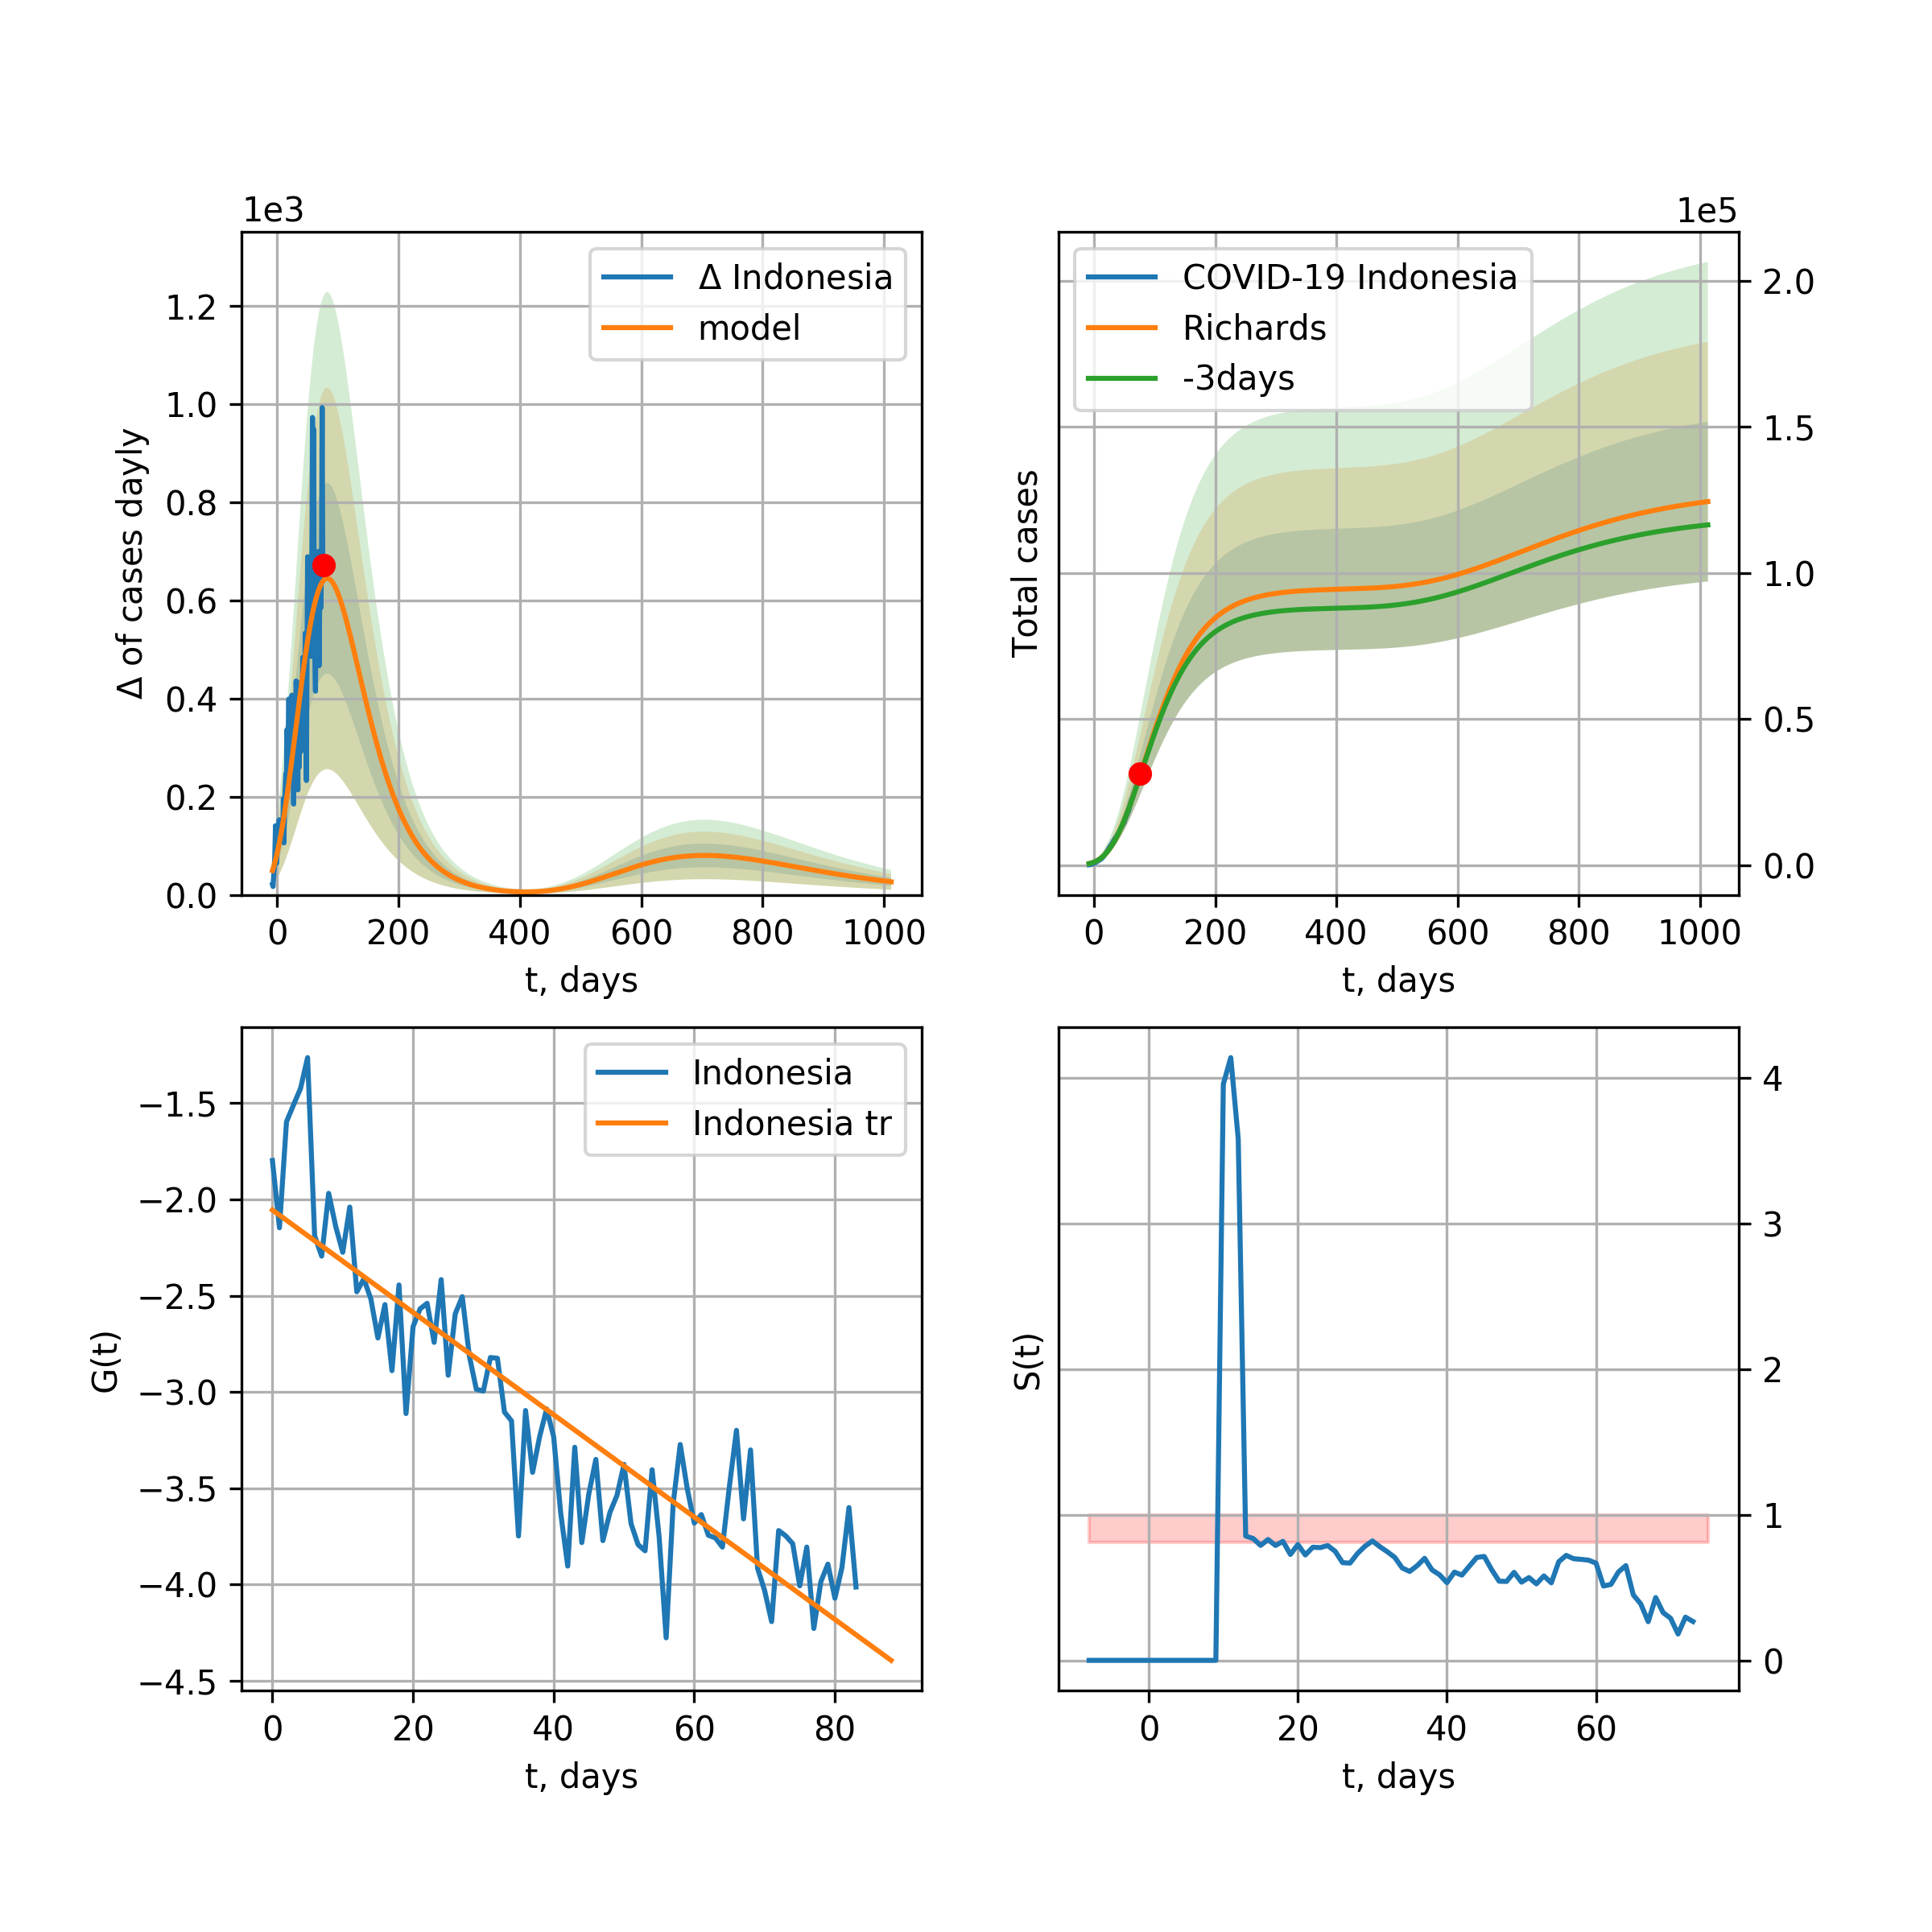 1e3
1e5
Δ Indonesia
model
COVID-19 Indonesia
Richards
-3days
Δ of cases dayly
1.2
1.0
0.8
0.6
0.4
0.2
0.0
0 200 400 600 800 1000
t, days
Total cases
2.0
1.5
1.0
0.5
0.0
0 200 400 600 800 1000
t, days
Indonesia
Indonesia tr
G(t)
−1.5
−2.0
−2.5
−3.0
−3.5
−4.0
−4.5
0 20 40 60 80
t, days
S(t)
4
3
2
1
0
0 20 40 60
t, days